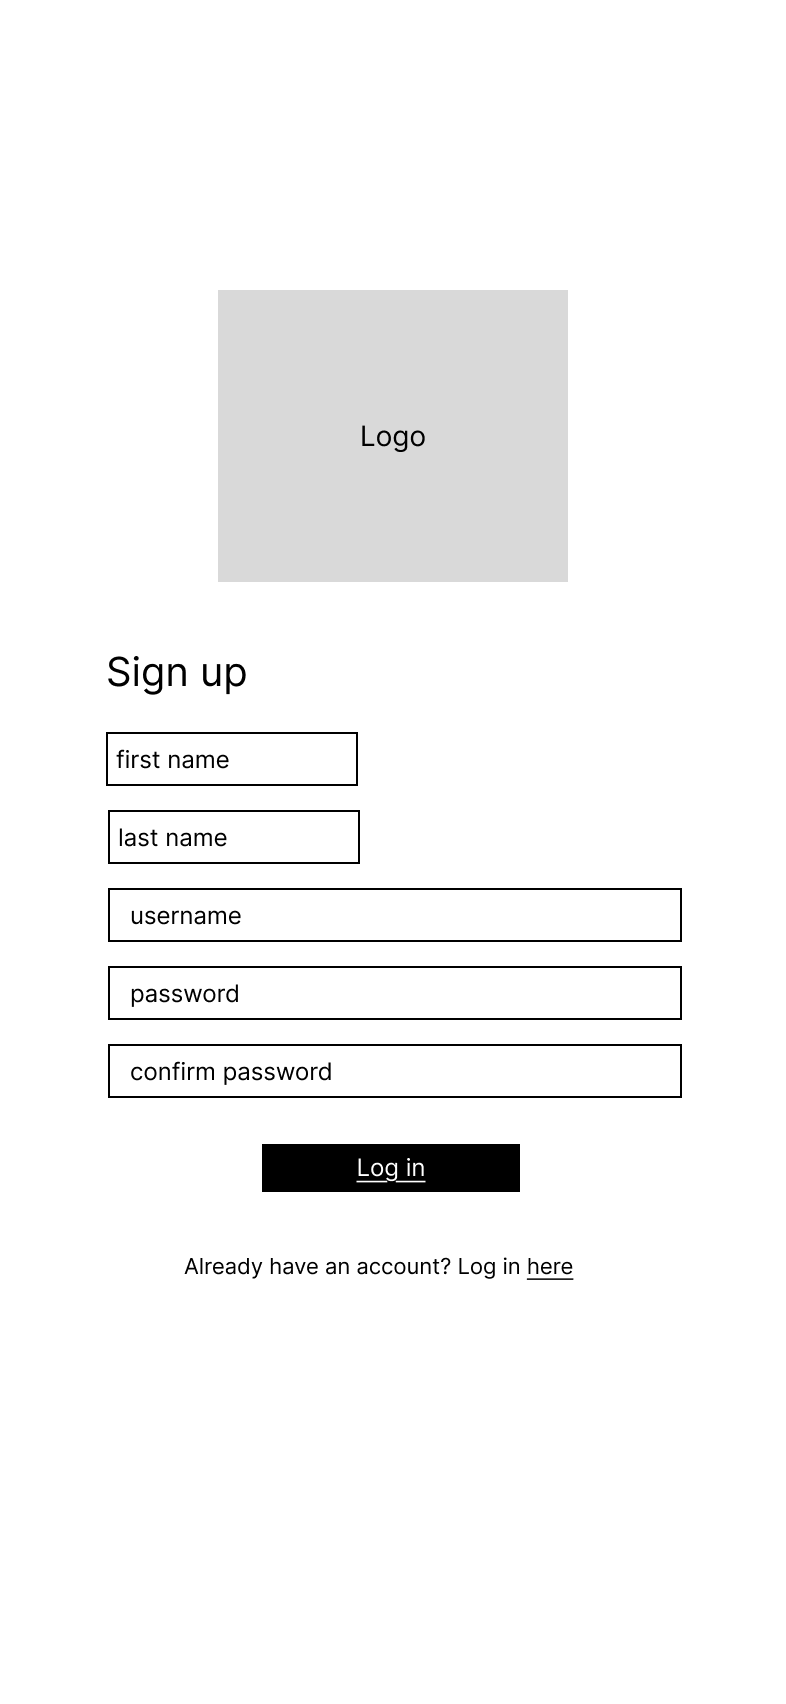 Logo
Sign up
first name
last name
username
password
confirm password
Log in
Already have an account? Log in here